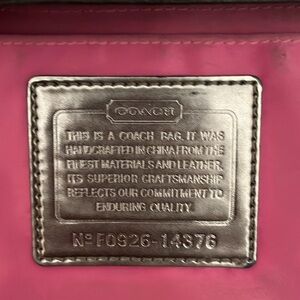 COACH
THIS IS A COACH BAG. IT WAS
HANDCRAFTED IN CHINA FROM THE
FINEST MATERIALS AND LEATHER.
ITS SUPERIOR CRAFTSMANSHIP
REFLECTS OUR COMMITMENT TO
ENDURING QUALITY.
Nº F0926-14376